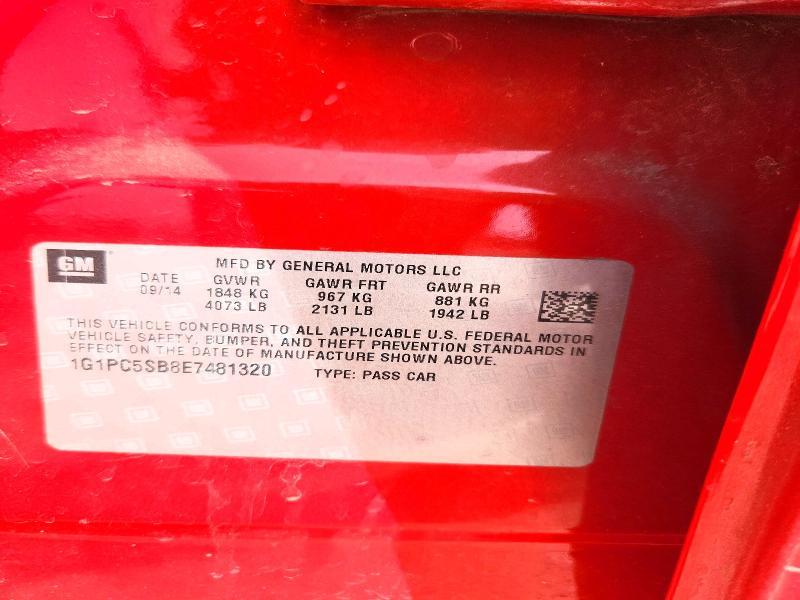 GM
MFD BY GENERAL MOTORS LLC
DATE GVWR GAWR FRT GAWR RR
09/14 1848 KG 967 KG 881 KG
4073 LB 2131 LB 1942 LB
THIS VEHICLE CONFORMS TO ALL APPLICABLE U.S. FEDERAL MOTOR
VEHICLE SAFETY, BUMPER, AND THEFT PREVENTION STANDARDS IN
EFFECT ON THE DATE OF MANUFACTURE SHOWN ABOVE.
1G1PC5SB8E7481320 TYPE: PASS CAR